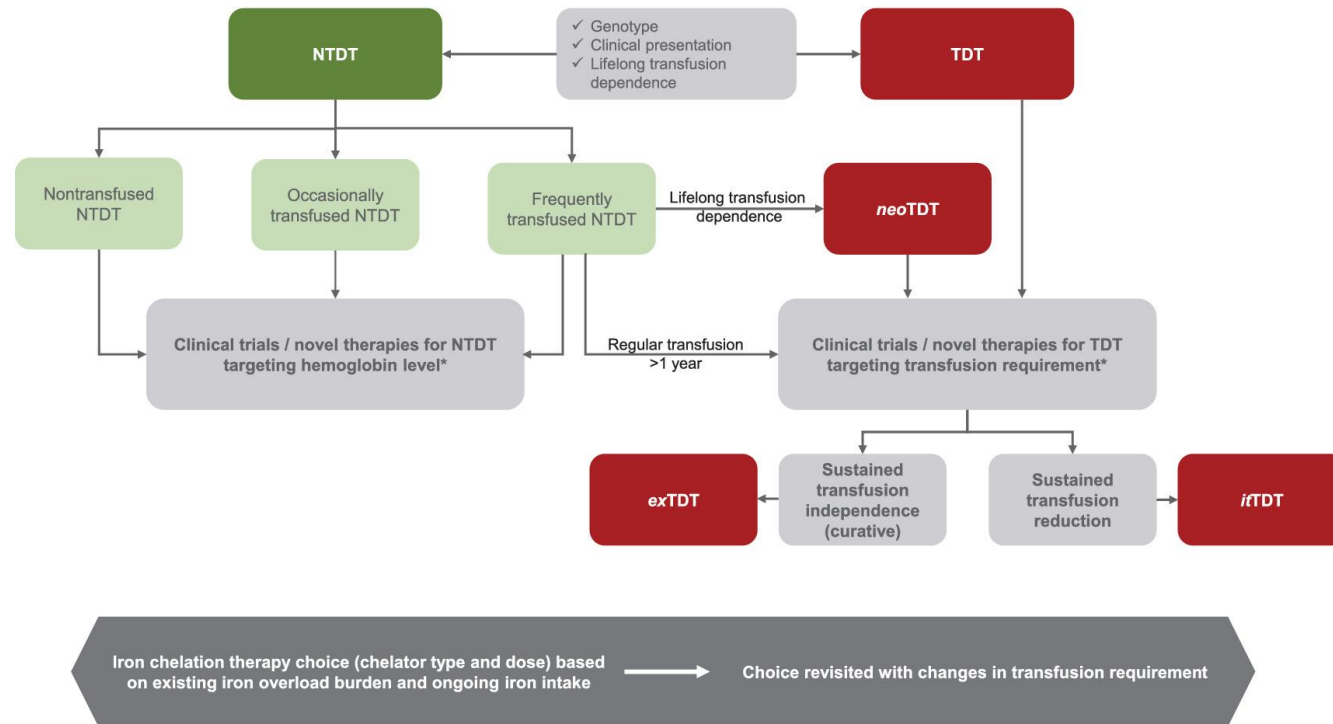 NTDT
✓ Genotype
✓ Clinical presentation
✓ Lifelong transfusion
dependence
TDT
Nontransfused
NTDT
Occasionally
transfused NTDT
Frequently
transfused NTDT
Lifelong transfusion
dependence
neoTDT
Clinical trials / novel therapies for NTDT
targeting hemoglobin level*
Regular transfusion
>1 year
Clinical trials / novel therapies for TDT
targeting transfusion requirement*
exTDT
Sustained
transfusion
independence
(curative)
Sustained
transfusion
reduction
itTDT
Iron chelation therapy choice (chelator type and dose) based
on existing iron overload burden and ongoing iron intake
Choice revisited with changes in transfusion requirement